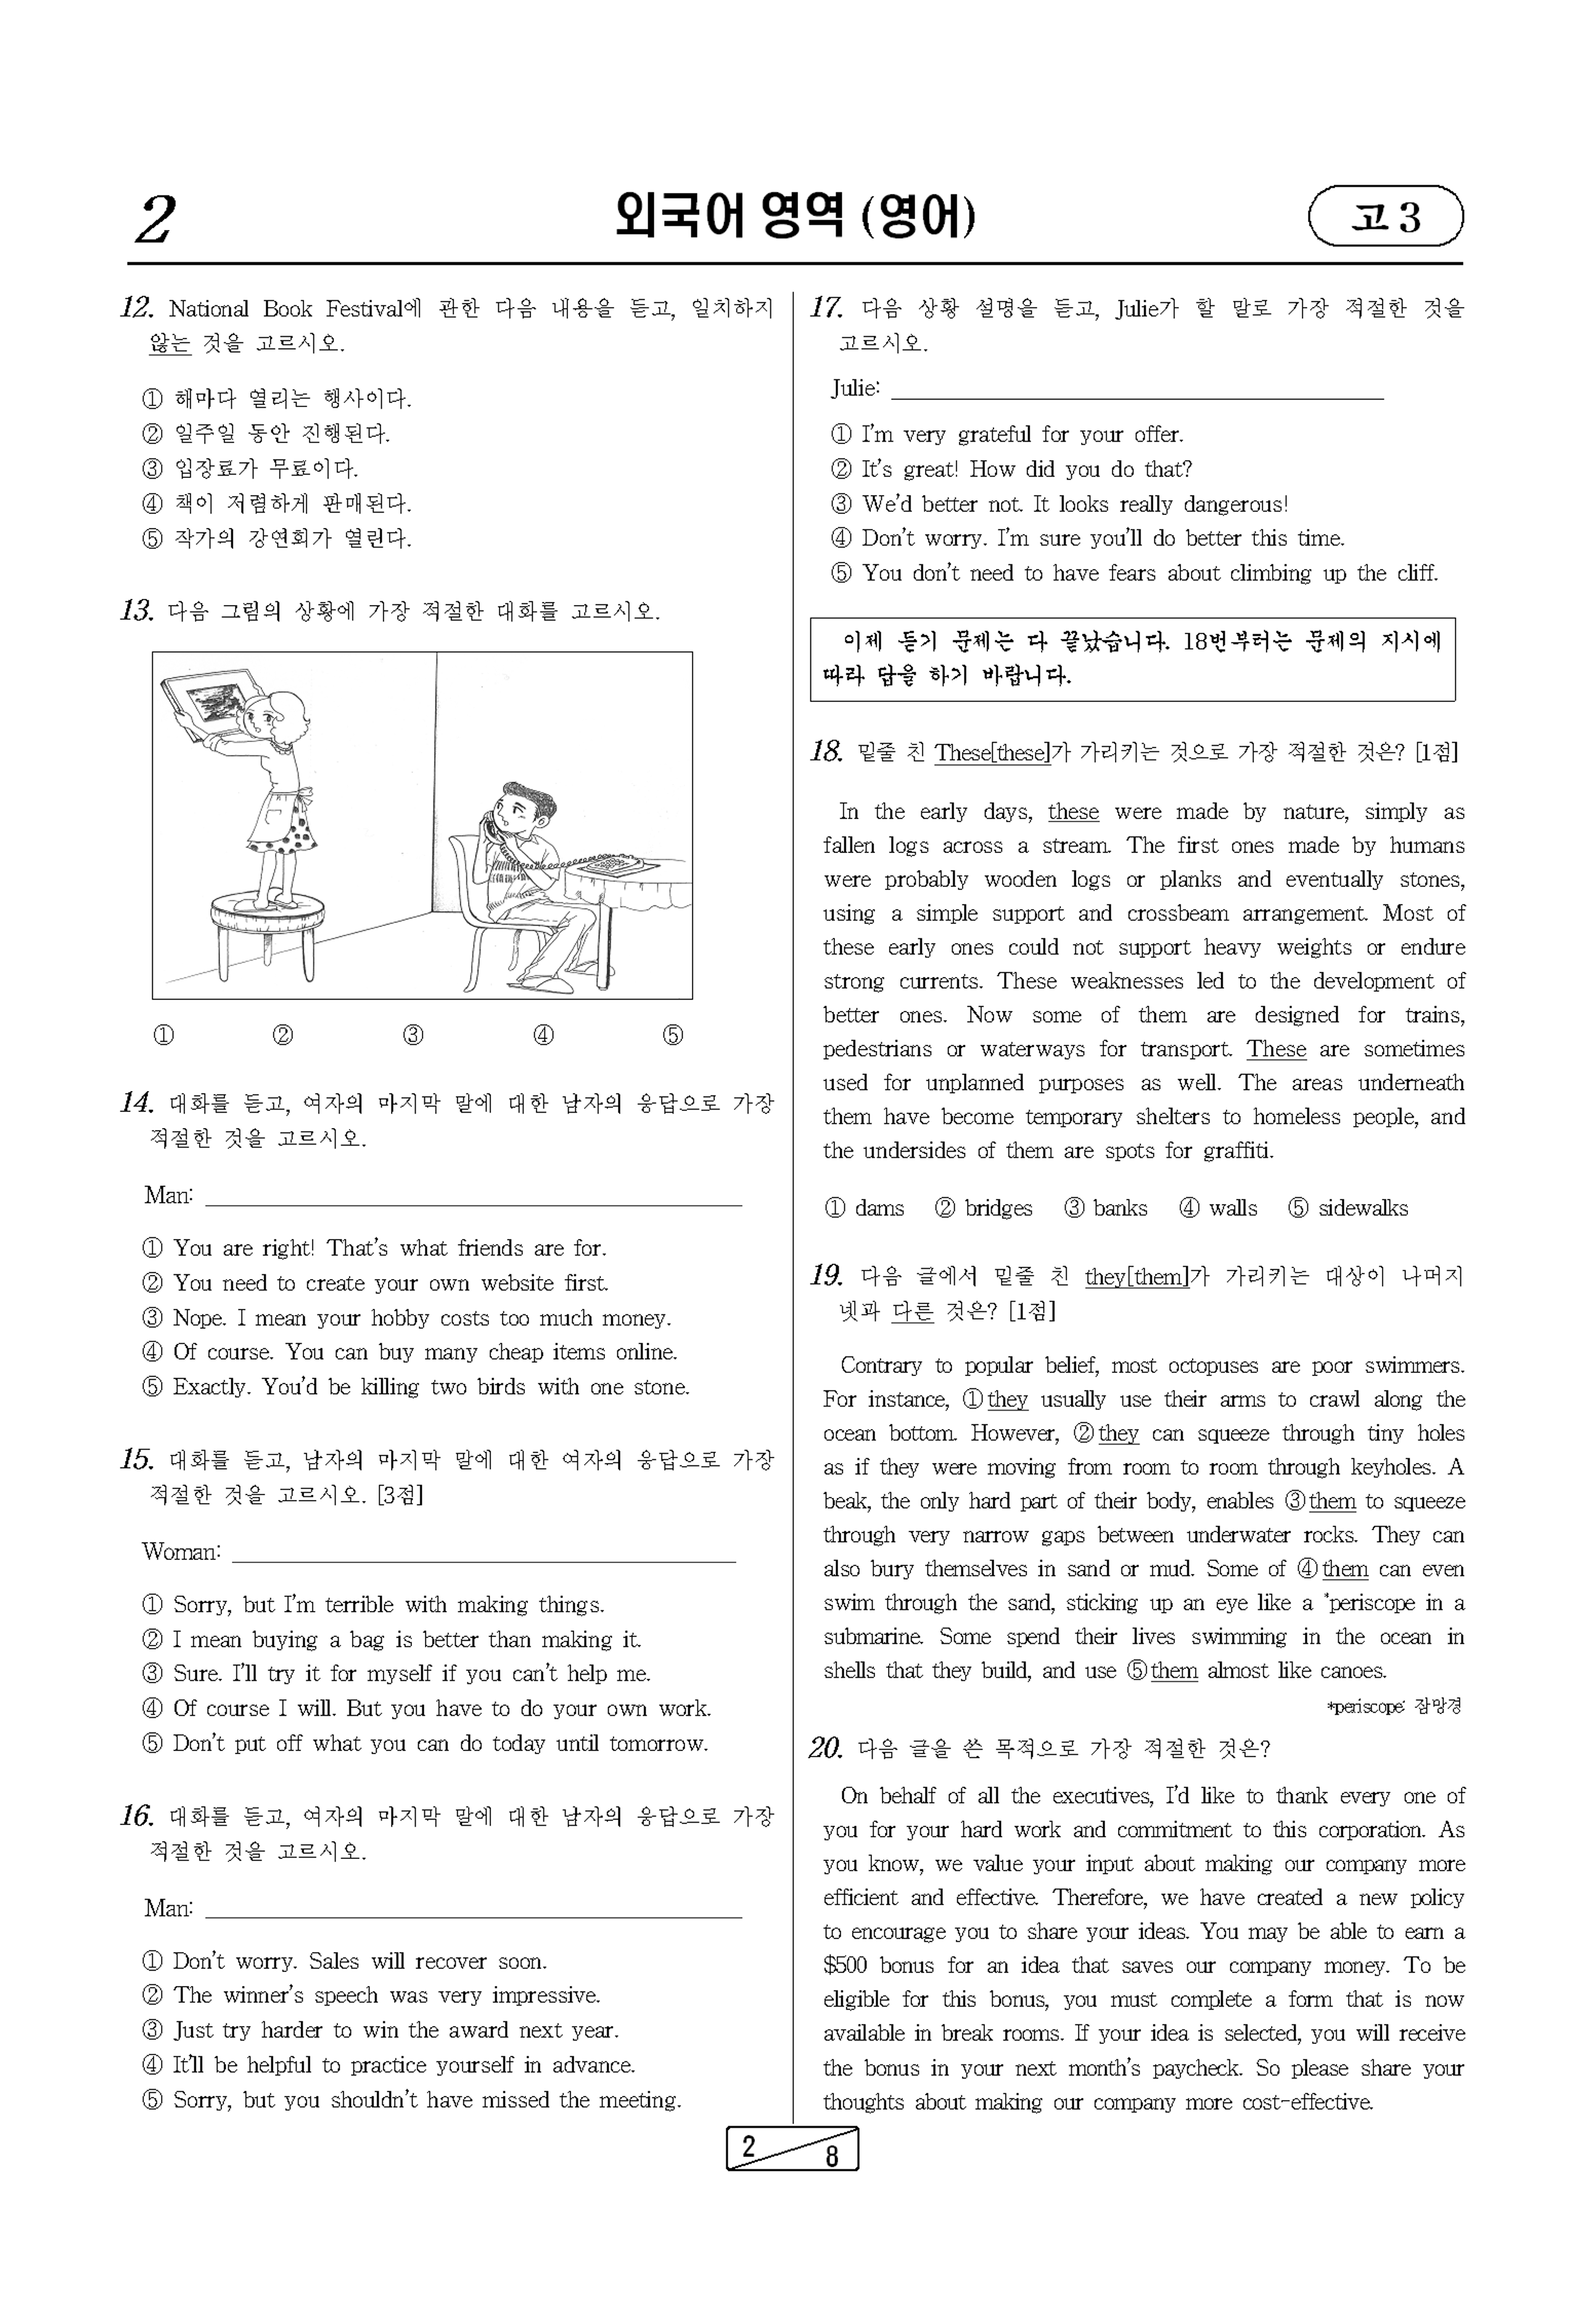 2
외국어 영역 (영어)
고 3
12. National Book Festival에 관한 다음 내용을 듣고, 일치하지
않는 것을 고르시오.
① 해마다 열리는 행사이다.
② 일주일 동안 진행된다.
③ 입장료가 무료이다.
④ 책이 저렴하게 판매된다.
⑤ 작가의 강연회가 열린다.
13. 다음 그림의 상황에 가장 적절한 대화를 고르시오.
① ② ③ ④ ⑤
14. 대화를 듣고, 여자의 마지막 말에 대한 남자의 응답으로 가장
적절한 것을 고르시오.
Man:
① You are right! That's what friends are for.
② You need to create your own website first.
③ Nope. I mean your hobby costs too much money.
④ Of course. You can buy many cheap items online.
⑤ Exactly. You'd be killing two birds with one stone.
15. 대화를 듣고, 남자의 마지막 말에 대한 여자의 응답으로 가장
적절한 것을 고르시오. [3점]
Woman:
① Sorry, but I'm terrible with making things.
② I mean buying a bag is better than making it.
③ Sure. I'll try it for myself if you can't help me.
④ Of course I will. But you have to do your own work.
⑤ Don't put off what you can do today until tomorrow.
16. 대화를 듣고, 여자의 마지막 말에 대한 남자의 응답으로 가장
적절한 것을 고르시오.
Man:
① Don't worry. Sales will recover soon.
② The winner's speech was very impressive.
③ Just try harder to win the award next year.
④ It'll be helpful to practice yourself in advance.
⑤ Sorry, but you shouldn't have missed the meeting.
17. 다음 상황 설명을 듣고, Julie가 할 말로 가장 적절한 것을
고르시오.
Julie:
① I'm very grateful for your offer.
② It's great! How did you do that?
③ We'd better not. It looks really dangerous!
④ Don't worry. I'm sure you'll do better this time.
⑤ You don't need to have fears about climbing up the cliff.
이제 듣기 문제는 다 끝났습니다. 18번부터는 문제의 지시에
따라 답을 하기 바랍니다.
18. 밑줄 친 These[these]가 가리키는 것으로 가장 적절한 것은? [1점]
In the early days, these were made by nature, simply as
fallen logs across a stream. The first ones made by humans
were probably wooden logs or planks and eventually stones,
using a simple support and crossbeam arrangement. Most of
these early ones could not support heavy weights or endure
strong currents. These weaknesses led to the development of
better ones. Now some of them are designed for trains,
pedestrians or waterways for transport. These are sometimes
used for unplanned purposes as well. The areas underneath
them have become temporary shelters to homeless people, and
the undersides of them are spots for graffiti.
① dams ② bridges ③ banks ④ walls ⑤ sidewalks
19. 다음 글에서 밑줄 친 they[them]가 가리키는 대상이 나머지
넷과 다른 것은? [1점]
Contrary to popular belief, most octopuses are poor swimmers.
For instance, ①they usually use their arms to crawl along the
ocean bottom. However, ②they can squeeze through tiny holes
as if they were moving from room to room through keyholes. A
beak, the only hard part of their body, enables ③them to squeeze
through very narrow gaps between underwater rocks. They can
also bury themselves in sand or mud. Some of ④them can even
swim through the sand, sticking up an eye like a *periscope in a
submarine. Some spend their lives swimming in the ocean in
shells that they build, and use ⑤them almost like canoes.
*periscope: 잠망경
20. 다음 글을 쓴 목적으로 가장 적절한 것은?
On behalf of all the executives, I'd like to thank every one of
you for your hard work and commitment to this corporation. As
you know, we value your input about making our company more
efficient and effective. Therefore, we have created a new policy
to encourage you to share your ideas. You may be able to earn a
$500 bonus for an idea that saves our company money. To be
eligible for this bonus, you must complete a form that is now
available in break rooms. If your idea is selected, you will receive
the bonus in your next month's paycheck. So please share your
thoughts about making our company more cost-effective.
2 8